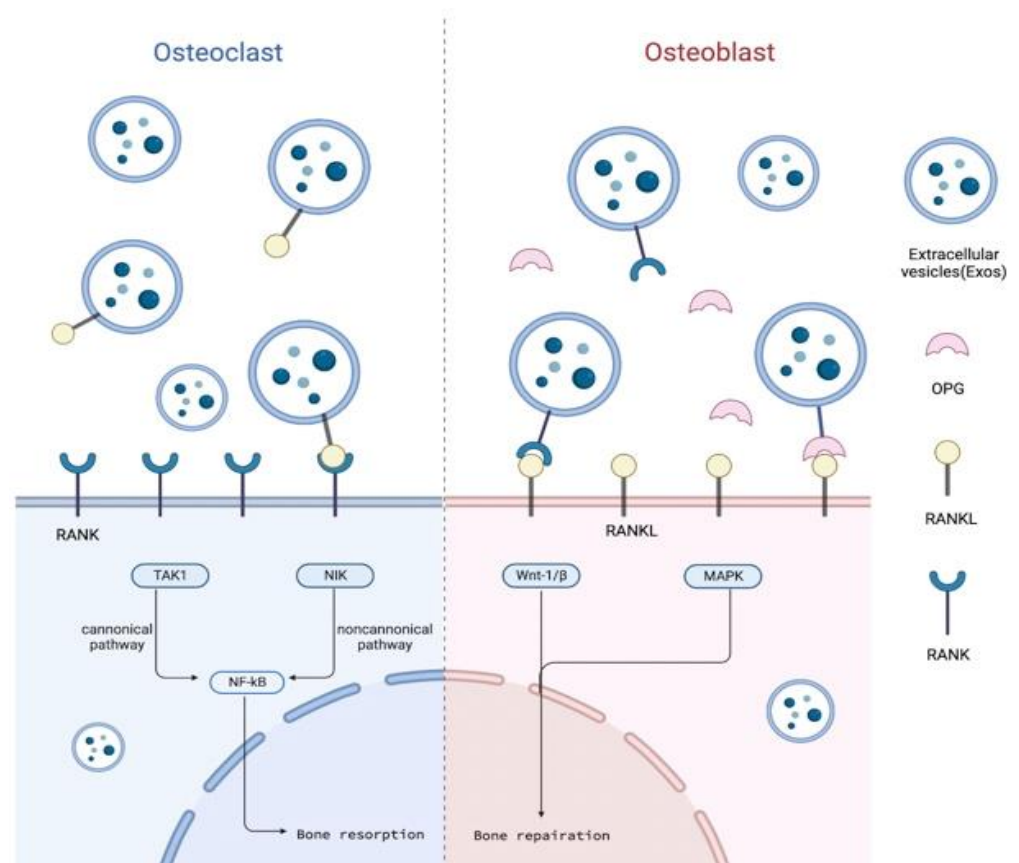 Osteoclast
Osteoblast
Extracellular
vesicles(Exos)
OPG
RANKL
RANK
RANK
RANKL
TAK1
NIK
Wnt-1/β
MAPK
cannonical
pathway
noncannonical
pathway
NF-kB
Bone resorption
Bone repairation